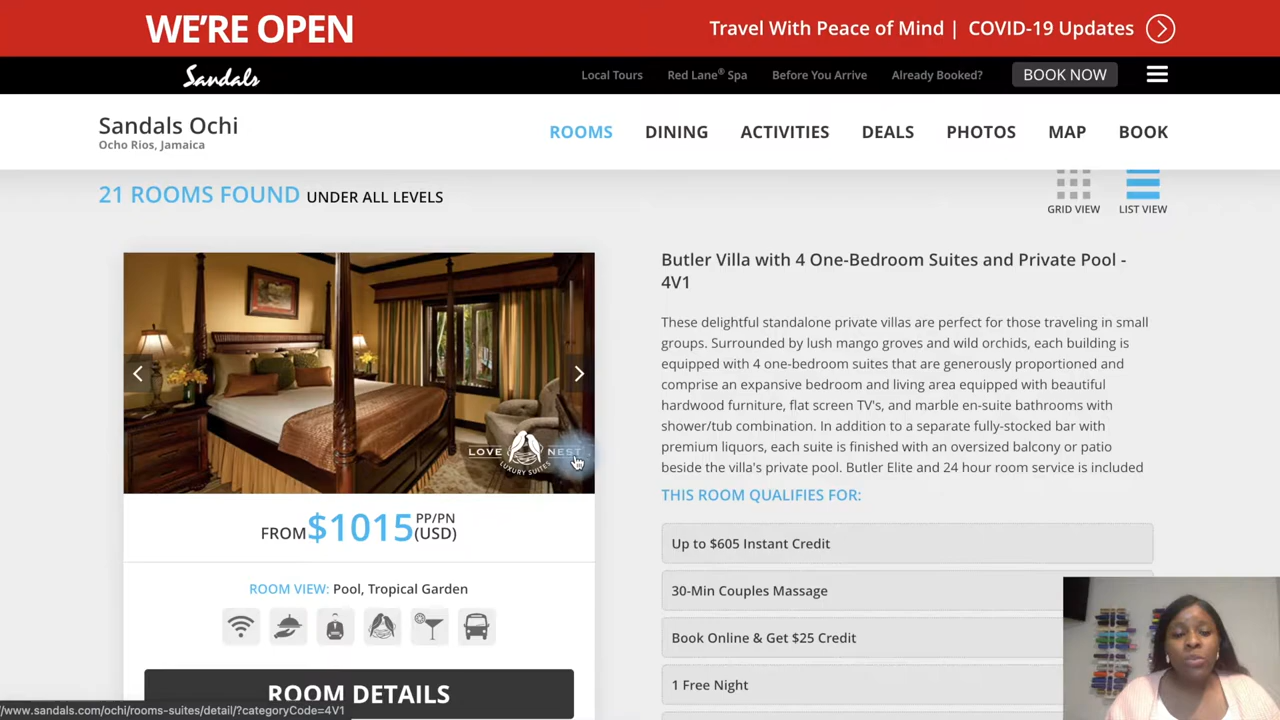 WE'RE OPEN
Travel With Peace of Mind | COVID-19 Updates
Sandals
Local Tours
Red Lane® Spa
Before You Arrive
Already Booked?
BOOK NOW
Sandals Ochi
Ocho Rios, Jamaica
ROOMS
DINING
ACTIVITIES
DEALS
PHOTOS
MAP
BOOK
21 ROOMS FOUND UNDER ALL LEVELS
GRID VIEW
LIST VIEW
Butler Villa with 4 One-Bedroom Suites and Private Pool -
4V1
These delightful standalone private villas are perfect for those traveling in small
groups. Surrounded by lush mango groves and wild orchids, each building is
equipped with 4 one-bedroom suites that are generously proportioned and
comprise an expansive bedroom and living area equipped with beautiful
hardwood furniture, flat screen TV's, and marble en-suite bathrooms with
shower/tub combination. In addition to a separate fully-stocked bar with
premium liquors, each suite is finished with an oversized balcony or patio
beside the villa's private pool. Butler Elite and 24 hour room service is included
LOVE NEST
LUXURY SUITES
FROM $1015 PP/PN
(USD)
ROOM VIEW: Pool, Tropical Garden
ROOM DETAILS
THIS ROOM QUALIFIES FOR:
Up to $605 Instant Credit
30-Min Couples Massage
Book Online & Get $25 Credit
1 Free Night
/www.sandals.com/ochi/rooms-suites/detail/?categoryCode=4V1